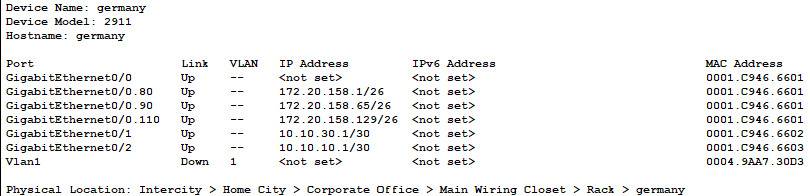 Device Name: germany
Device Model: 2911
Hostname: germany
Port Link VLAN IP Address IPv6 Address MAC Address
GigabitEthernet0/0 Up -- <not set> <not set> 0001.C946.6601
GigabitEthernet0/0.80 Up -- 172.20.158.1/26 <not set> 0001.C946.6601
GigabitEthernet0/0.90 Up -- 172.20.158.65/26 <not set> 0001.C946.6601
GigabitEthernet0/0.110 Up -- 172.20.158.129/26 <not set> 0001.C946.6601
GigabitEthernet0/1 Up -- 10.10.30.1/30 <not set> 0001.C946.6602
GigabitEthernet0/2 Up -- 10.10.10.1/30 <not set> 0001.C946.6603
Vlan1 Down 1 <not set> <not set> 0004.9AA7.30D3
Physical Location: Intercity > Home City > Corporate Office > Main Wiring Closet > Rack > germany